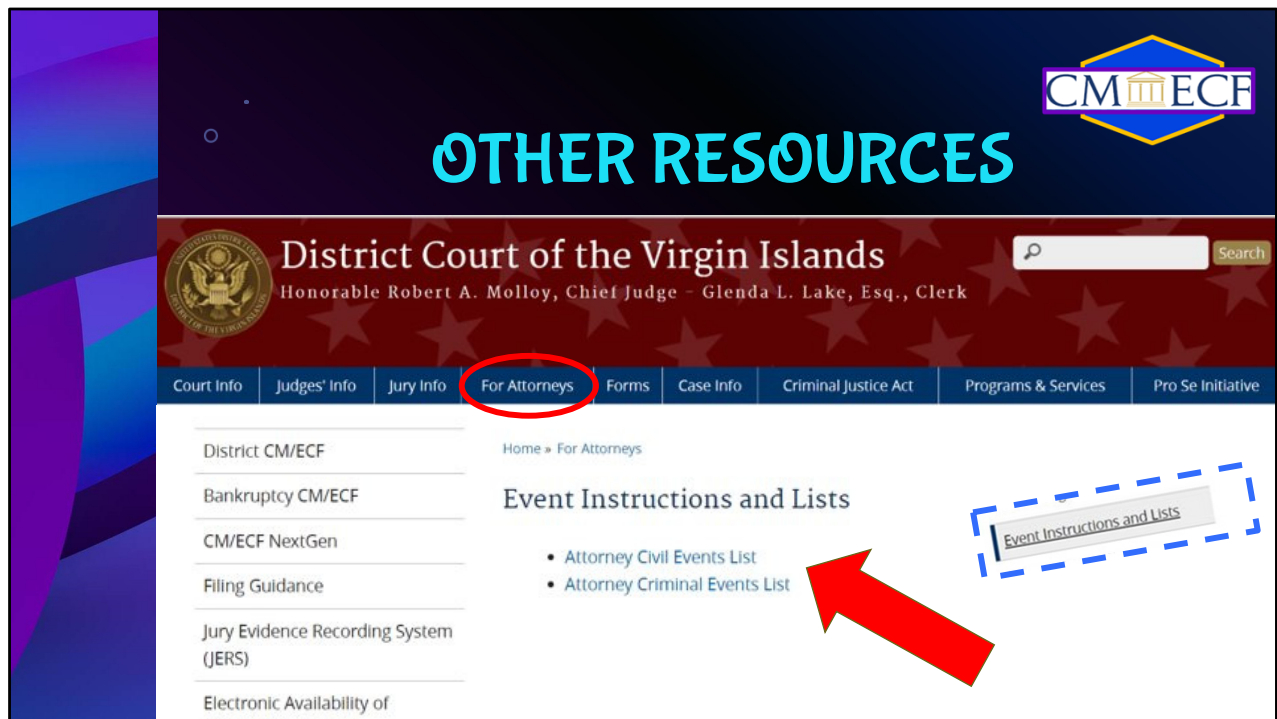 CM ECF
OTHER RESOURCES
District Court of the Virgin Islands
Honorable Robert A. Molloy, Chief Judge - Glenda L. Lake, Esq., Clerk
Search
Court Info Judges' Info Jury Info For Attorneys Forms Case Info Criminal Justice Act Programs & Services Pro Se Initiative
District CM/ECF
Bankruptcy CM/ECF
CM/ECF NextGen
Filing Guidance
Jury Evidence Recording System
(JERS)
Electronic Availability of
Home » For Attorneys
Event Instructions and Lists
• Attorney Civil Events List
• Attorney Criminal Events List
Event Instructions and Lists